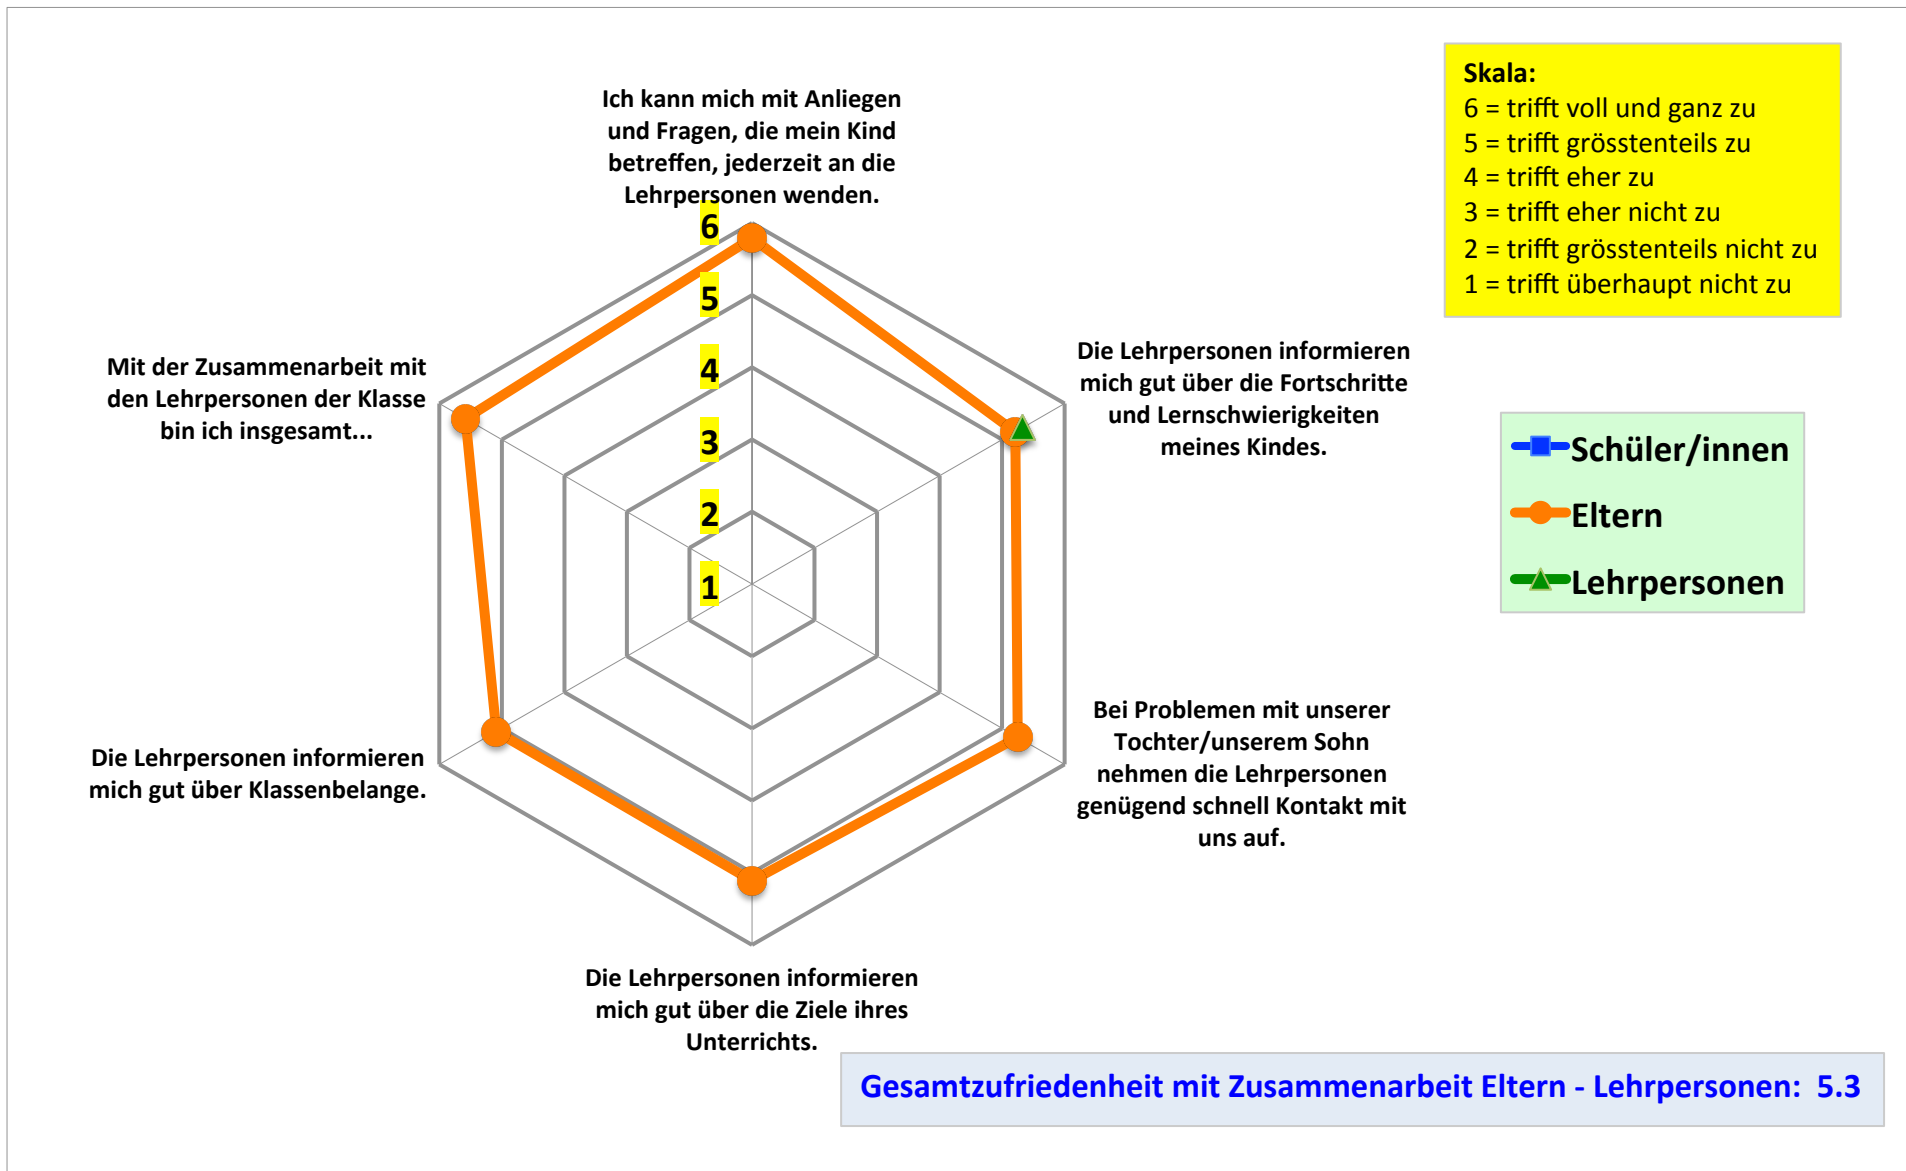 Ich kann mich mit Anliegen
und Fragen, die mein Kind
betreffen, jederzeit an die
Lehrpersonen wenden.
Skala:
6 = trifft voll und ganz zu
5 = trifft grösstenteils zu
4 = trifft eher zu
3 = trifft eher nicht zu
2 = trifft grösstenteils nicht zu
1 = trifft überhaupt nicht zu
6
5
4
3
2
1
Die Lehrpersonen informieren
mich gut über die Fortschritte
und Lernschwierigkeiten
meines Kindes.
Mit der Zusammenarbeit mit
den Lehrpersonen der Klasse
bin ich insgesamt...
Schüler/innen
Eltern
Lehrpersonen
Bei Problemen mit unserer
Tochter/unserem Sohn
nehmen die Lehrpersonen
genügend schnell Kontakt mit
uns auf.
Die Lehrpersonen informieren
mich gut über Klassenbelange.
Die Lehrpersonen informieren
mich gut über die Ziele ihres
Unterrichts.
Gesamtzufriedenheit mit Zusammenarbeit Eltern - Lehrpersonen: 5.3